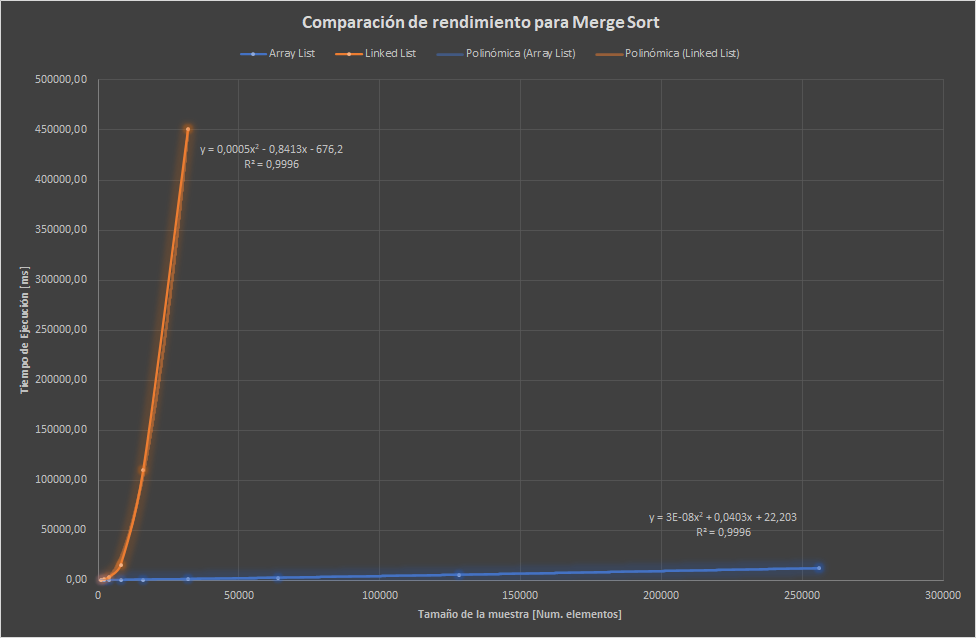 Comparación de rendimiento para Merge Sort
Array List Linked List Polinómica (Array List) Polinómica (Linked List)
500000,00
450000,00
y = 0,0005x² - 0,8413x - 676,2
R² = 0,9996
400000,00
350000,00
300000,00
Tiempo de Ejecución [ms]
250000,00
200000,00
150000,00
100000,00
50000,00
y = 3E-08x² + 0,0403x + 22,203
R² = 0,9996
0,00
0 50000 100000 150000 200000 250000 300000
Tamaño de la muestra [Num. elementos]